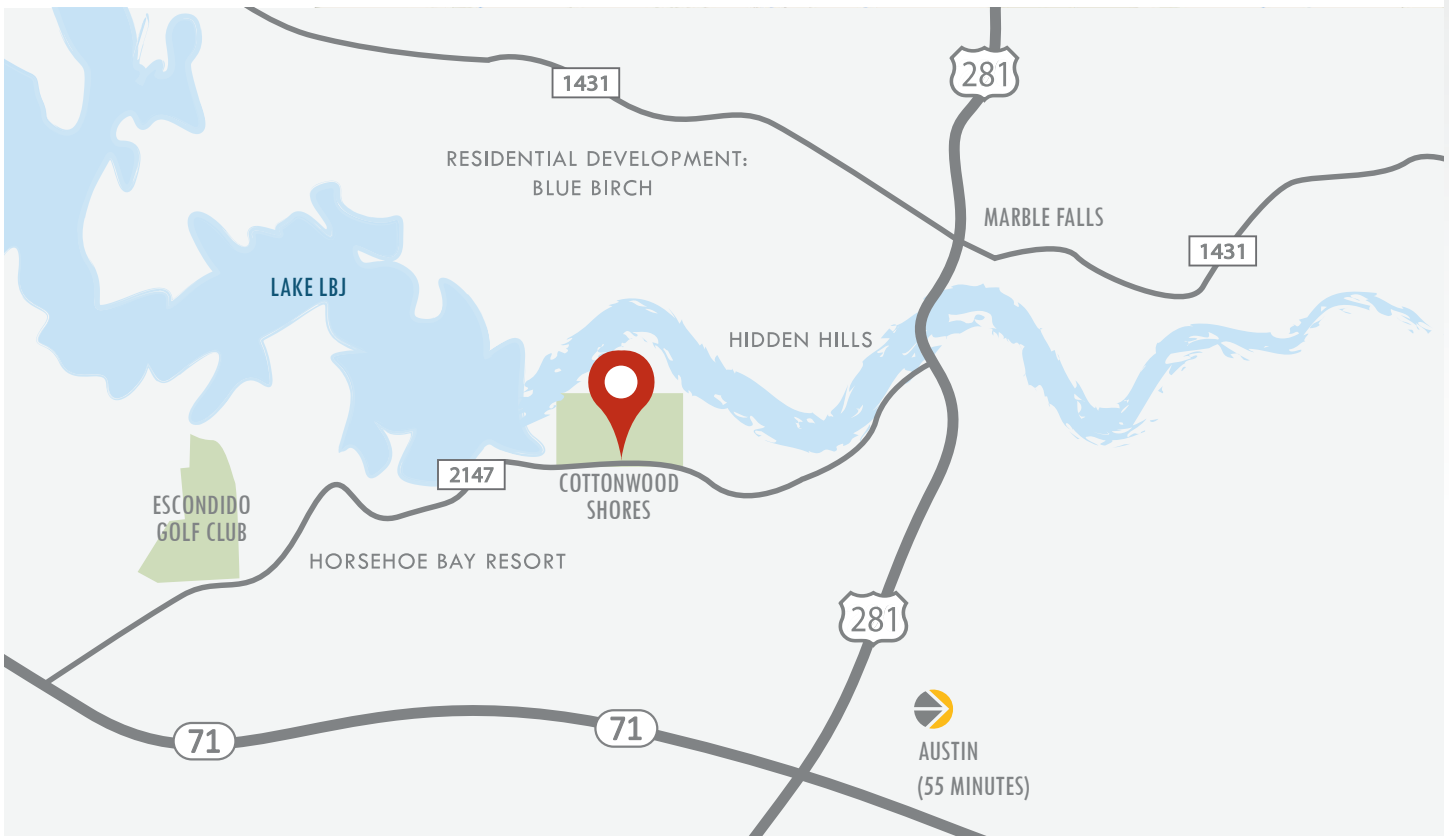 281
1431
RESIDENTIAL DEVELOPMENT:
BLUE BIRCH
MARBLE FALLS
1431
LAKE LBJ
HIDDEN HILLS
2147
COTTONWOOD
SHORES
ESCONDIDO
GOLF CLUB
HORSEHOE BAY RESORT
281
71
71
AUSTIN
(55 MINUTES)